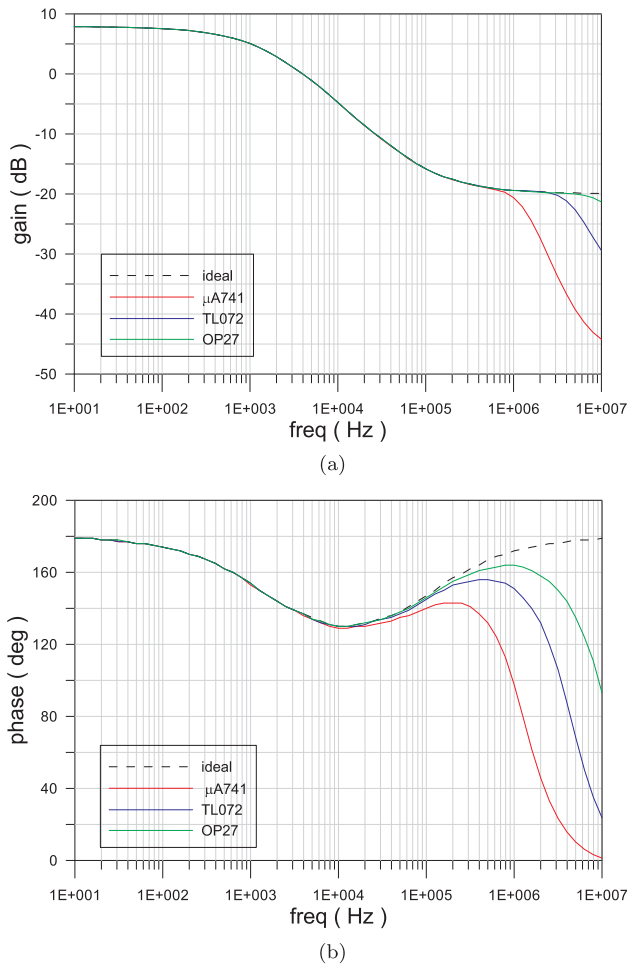 10
0
-10
-20
-30
-40
-50
gain ( dB )
ideal
μA741
TL072
OP27
1E+001 1E+002 1E+003 1E+004 1E+005 1E+006 1E+007
freq ( Hz )
(a)
200
160
120
80
40
0
phase ( deg )
ideal
μA741
TL072
OP27
1E+001 1E+002 1E+003 1E+004 1E+005 1E+006 1E+007
freq ( Hz )
(b)